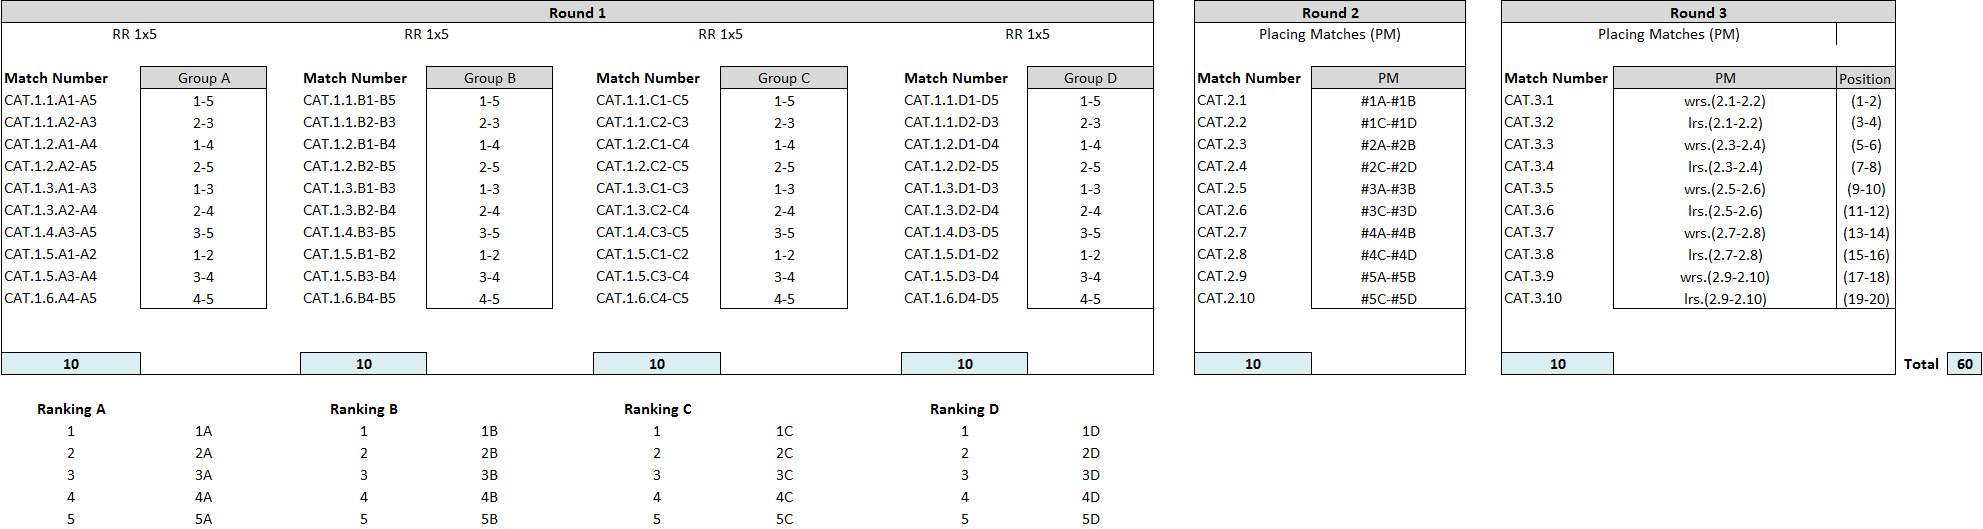 Round 1 Round 2 Round 3
RR 1x5 RR 1x5 RR 1x5 RR 1x5 Placing Matches (PM) Placing Matches (PM)
Match Number Group A Match Number Group B Match Number Group C Match Number Group D Match Number PM Match Number PM Position
CAT.1.1.A1-A5 1-5 CAT.1.1.B1-B5 1-5 CAT.1.1.C1-C5 1-5 CAT.1.1.D1-D5 1-5 CAT.2.1 #1A-#1B CAT.3.1 wrs.(2.1-2.2) (1-2)
CAT.1.1.A2-A3 2-3 CAT.1.1.B2-B3 2-3 CAT.1.1.C2-C3 2-3 CAT.1.1.D2-D3 2-3 CAT.2.2 #1C-#1D CAT.3.2 lrs.(2.1-2.2) (3-4)
CAT.1.2.A1-A4 1-4 CAT.1.2.B1-B4 1-4 CAT.1.2.C1-C4 1-4 CAT.1.2.D1-D4 1-4 CAT.2.3 #2A-#2B CAT.3.3 wrs.(2.3-2.4) (5-6)
CAT.1.2.A2-A5 2-5 CAT.1.2.B2-B5 2-5 CAT.1.2.C2-C5 2-5 CAT.1.2.D2-D5 2-5 CAT.2.4 #2C-#2D CAT.3.4 lrs.(2.3-2.4) (7-8)
CAT.1.3.A1-A3 1-3 CAT.1.3.B1-B3 1-3 CAT.1.3.C1-C3 1-3 CAT.1.3.D1-D3 1-3 CAT.2.5 #3A-#3B CAT.3.5 wrs.(2.5-2.6) (9-10)
CAT.1.3.A2-A4 2-4 CAT.1.3.B2-B4 2-4 CAT.1.3.C2-C4 2-4 CAT.1.3.D2-D4 2-4 CAT.2.6 #3C-#3D CAT.3.6 lrs.(2.5-2.6) (11-12)
CAT.1.4.A3-A5 3-5 CAT.1.4.B3-B5 3-5 CAT.1.4.C3-C5 3-5 CAT.1.4.D3-D5 3-5 CAT.2.7 #4A-#4B CAT.3.7 wrs.(2.7-2.8) (13-14)
CAT.1.5.A1-A2 1-2 CAT.1.5.B1-B2 1-2 CAT.1.5.C1-C2 1-2 CAT.1.5.D1-D2 1-2 CAT.2.8 #4C-#4D CAT.3.8 lrs.(2.7-2.8) (15-16)
CAT.1.5.A3-A4 3-4 CAT.1.5.B3-B4 3-4 CAT.1.5.C3-C4 3-4 CAT.1.5.D3-D4 3-4 CAT.2.9 #5A-#5B CAT.3.9 wrs.(2.9-2.10) (17-18)
CAT.1.6.A4-A5 4-5 CAT.1.6.B4-B5 4-5 CAT.1.6.C4-C5 4-5 CAT.1.6.D4-D5 4-5 CAT.2.10 #5C-#5D CAT.3.10 lrs.(2.9-2.10) (19-20)
10 10 10 10 10 10 Total 60
Ranking A Ranking B Ranking C Ranking D
1 1A 1 1B 1 1C 1 1D
2 2A 2 2B 2 2C 2 2D
3 3A 3 3B 3 3C 3 3D
4 4A 4 4B 4 4C 4 4D
5 5A 5 5B 5 5C 5 5D